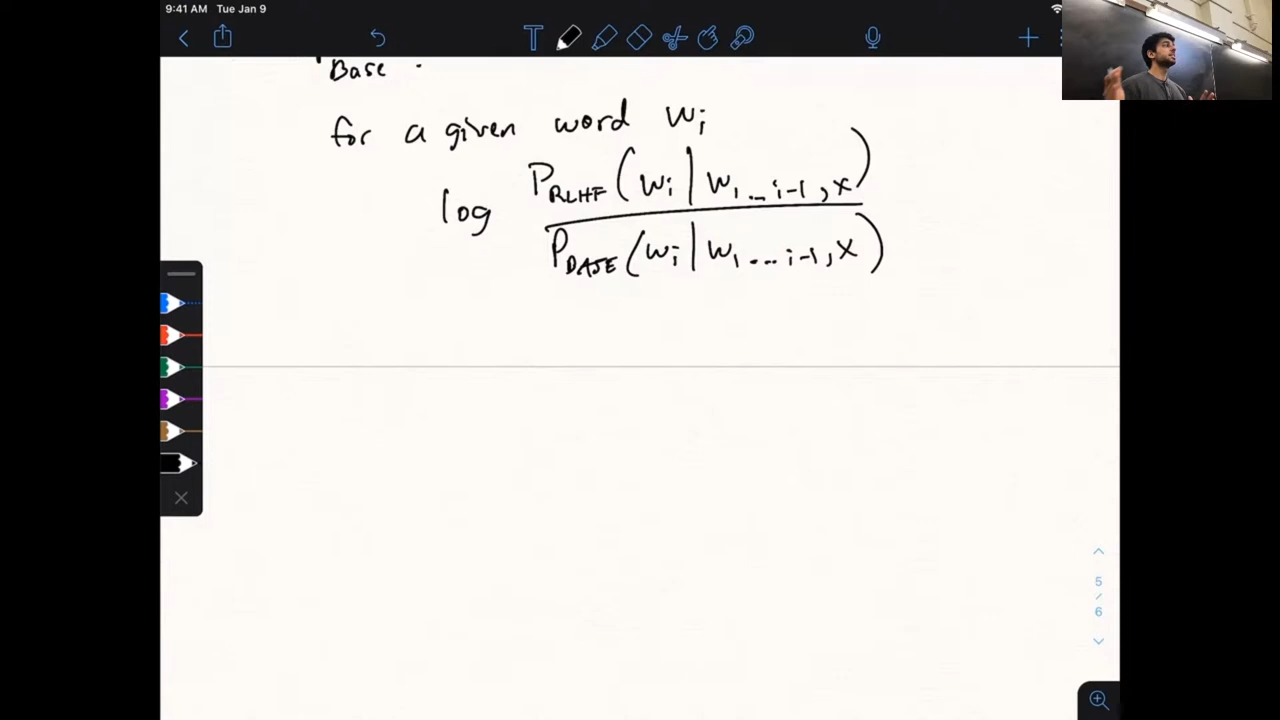 9:41 AM Tue Jan 9
T
Base
for a given word wi
log PRLHF(wi|w1...i-1,x)
PBASE(wi|w1...i-1,x)
5
/
6